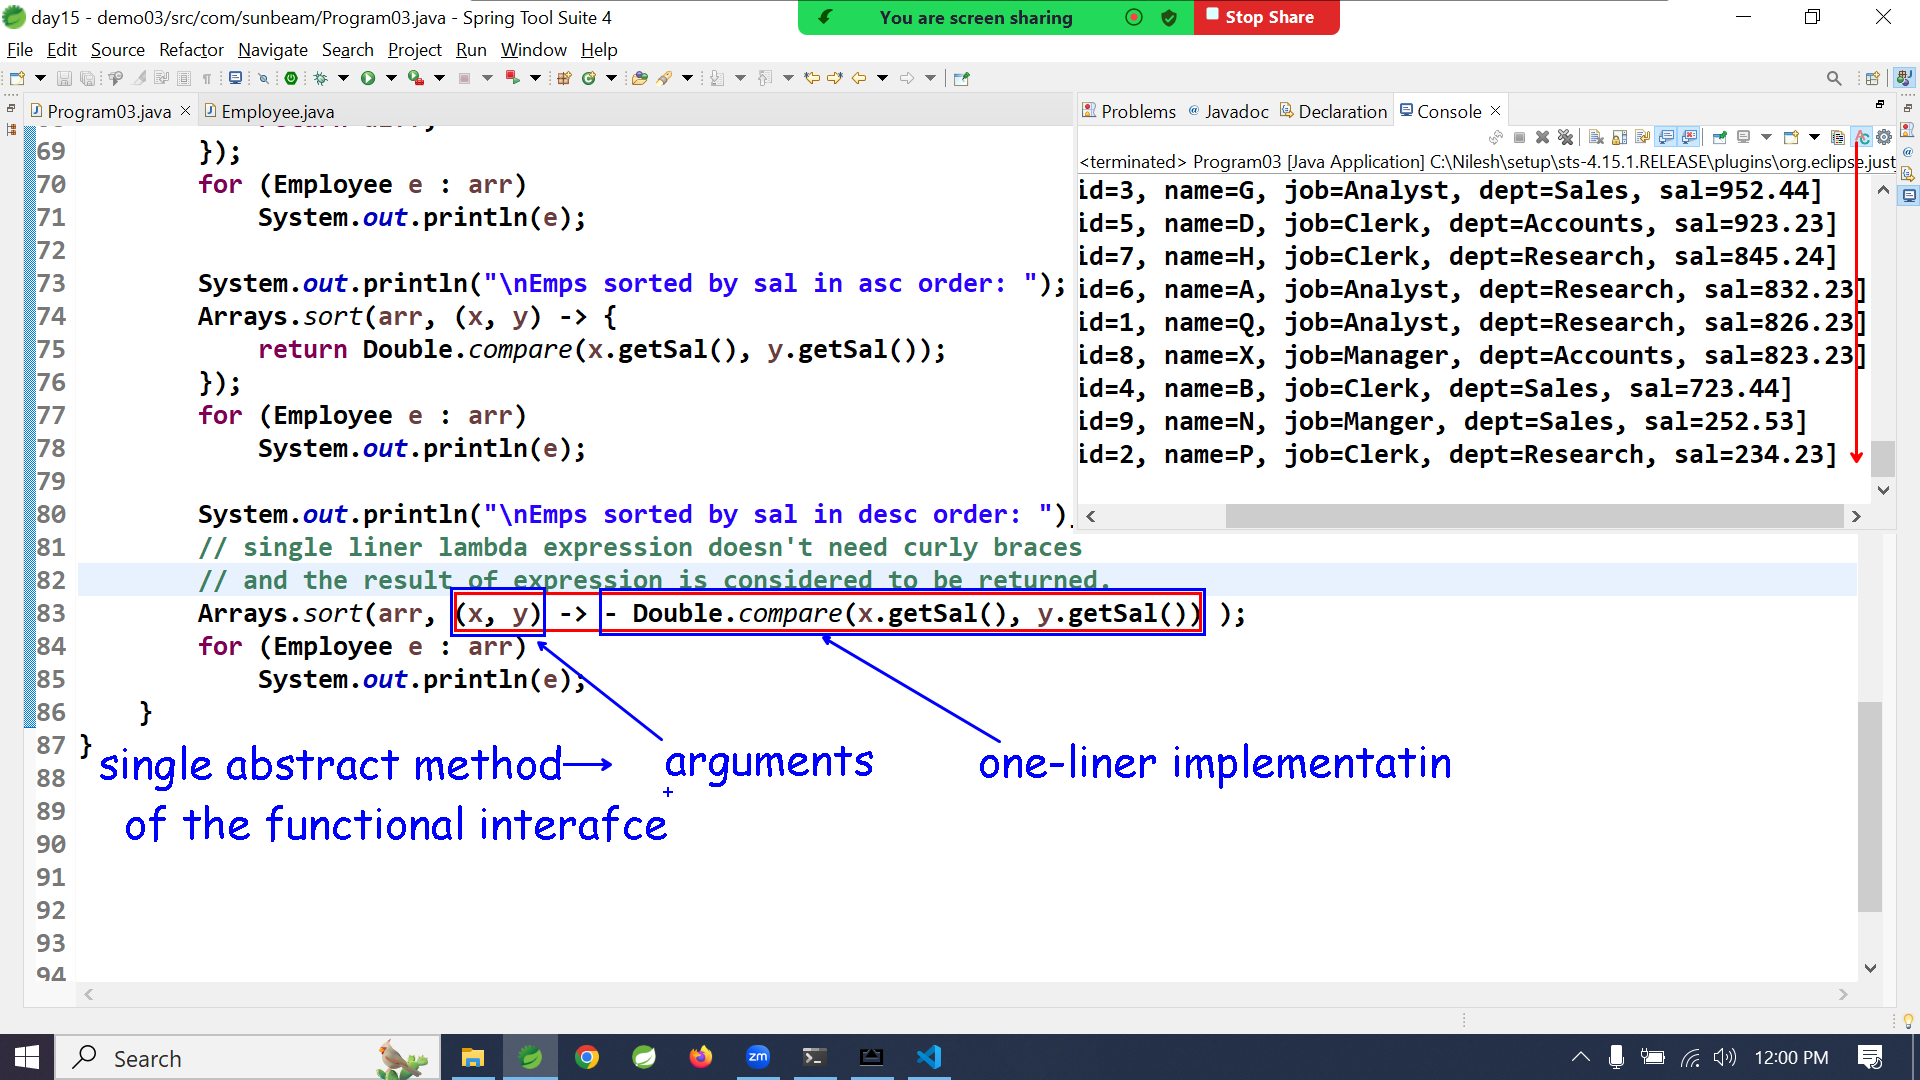 day15 - demo03/src/com/sunbeam/Program03.java - Spring Tool Suite 4
You are screen sharing
Stop Share
File Edit Source Refactor Navigate Search Project Run Window Help
Program03.java
Employee.java
69 });
70 for (Employee e : arr)
71 System.out.println(e);
72
73 System.out.println("\nEmps sorted by sal in asc order: ");
74 Arrays.sort(arr, (x, y) -> {
75 return Double.compare(x.getSal(), y.getSal());
76 });
77 for (Employee e : arr)
78 System.out.println(e);
79
80 System.out.println("\nEmps sorted by sal in desc order: ")
81 // single liner lambda expression doesn't need curly braces
82 // and the result of expression is considered to be returned.
83 Arrays.sort(arr, (x, y) -> - Double.compare(x.getSal(), y.getSal()) );
84 for (Employee e : arr)
85 System.out.println(e);
86 }
87 }
88
89
90
91
92
93
94
Problems Javadoc Declaration Console
<terminated> Program03 [Java Application] C:\Nilesh\setup\sts-4.15.1.RELEASE\plugins\org.eclipse.just
id=3, name=G, job=Analyst, dept=Sales, sal=952.44]
id=5, name=D, job=Clerk, dept=Accounts, sal=923.23]
id=7, name=H, job=Clerk, dept=Research, sal=845.24]
id=6, name=A, job=Analyst, dept=Research, sal=832.23]
id=1, name=Q, job=Analyst, dept=Research, sal=826.23]
id=8, name=X, job=Manager, dept=Accounts, sal=823.23]
id=4, name=B, job=Clerk, dept=Sales, sal=723.44]
id=9, name=N, job=Manger, dept=Sales, sal=252.53]
id=2, name=P, job=Clerk, dept=Research, sal=234.23]
single abstract method
of the functional interafce
arguments
one-liner implementatin
Search
zm
12:00 PM